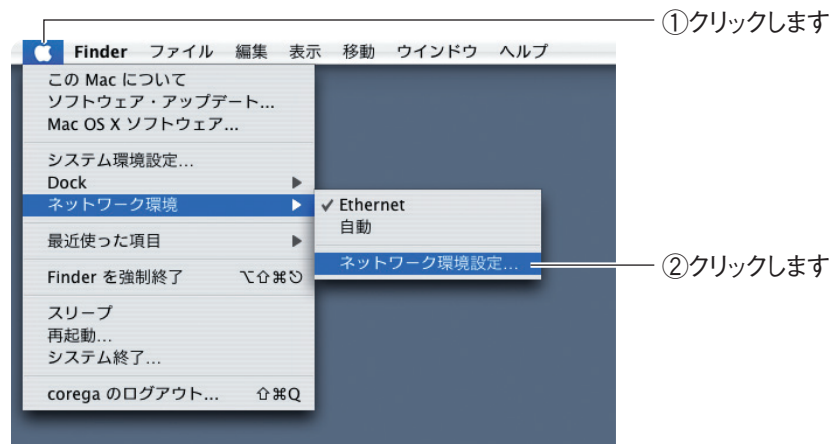 ①クリックします
Finder ファイル 編集 表示 移動 ウインドウ ヘルプ
この Mac について
ソフトウェア・アップデート...
Mac OS X ソフトウェア...
システム環境設定...
Dock ▶
ネットワーク環境 ▶
✓ Ethernet
自動
ネットワーク環境設定...
②クリックします
最近使った項目 ▶
Finder を強制終了 ⌥⇧⌘⎋
スリープ
再起動...
システム終了...
corega のログアウト... ⇧⌘Q